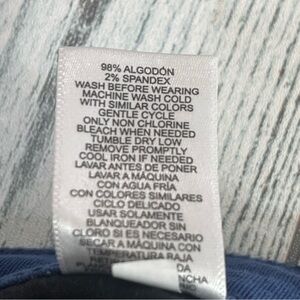 98% ALGODÓN
2% SPANDEX
WASH BEFORE WEARING
MACHINE WASH COLD
WITH SIMILAR COLORS
GENTLE CYCLE
ONLY NON CHLORINE
BLEACH WHEN NEEDED
TUMBLE DRY LOW
REMOVE PROMPTLY
COOL IRON IF NEEDED
LAVAR ANTES DE PONER
LAVAR A MÁQUINA
CON AGUA FRÍA
CON COLORES SIMILARES
CICLO DELICADO
USAR SOLAMENTE
BLANQUEADOR SIN
CLORO SI ES NECESARIO
SECAR A MÁQUINA CON
TEMPERATURA BAJA